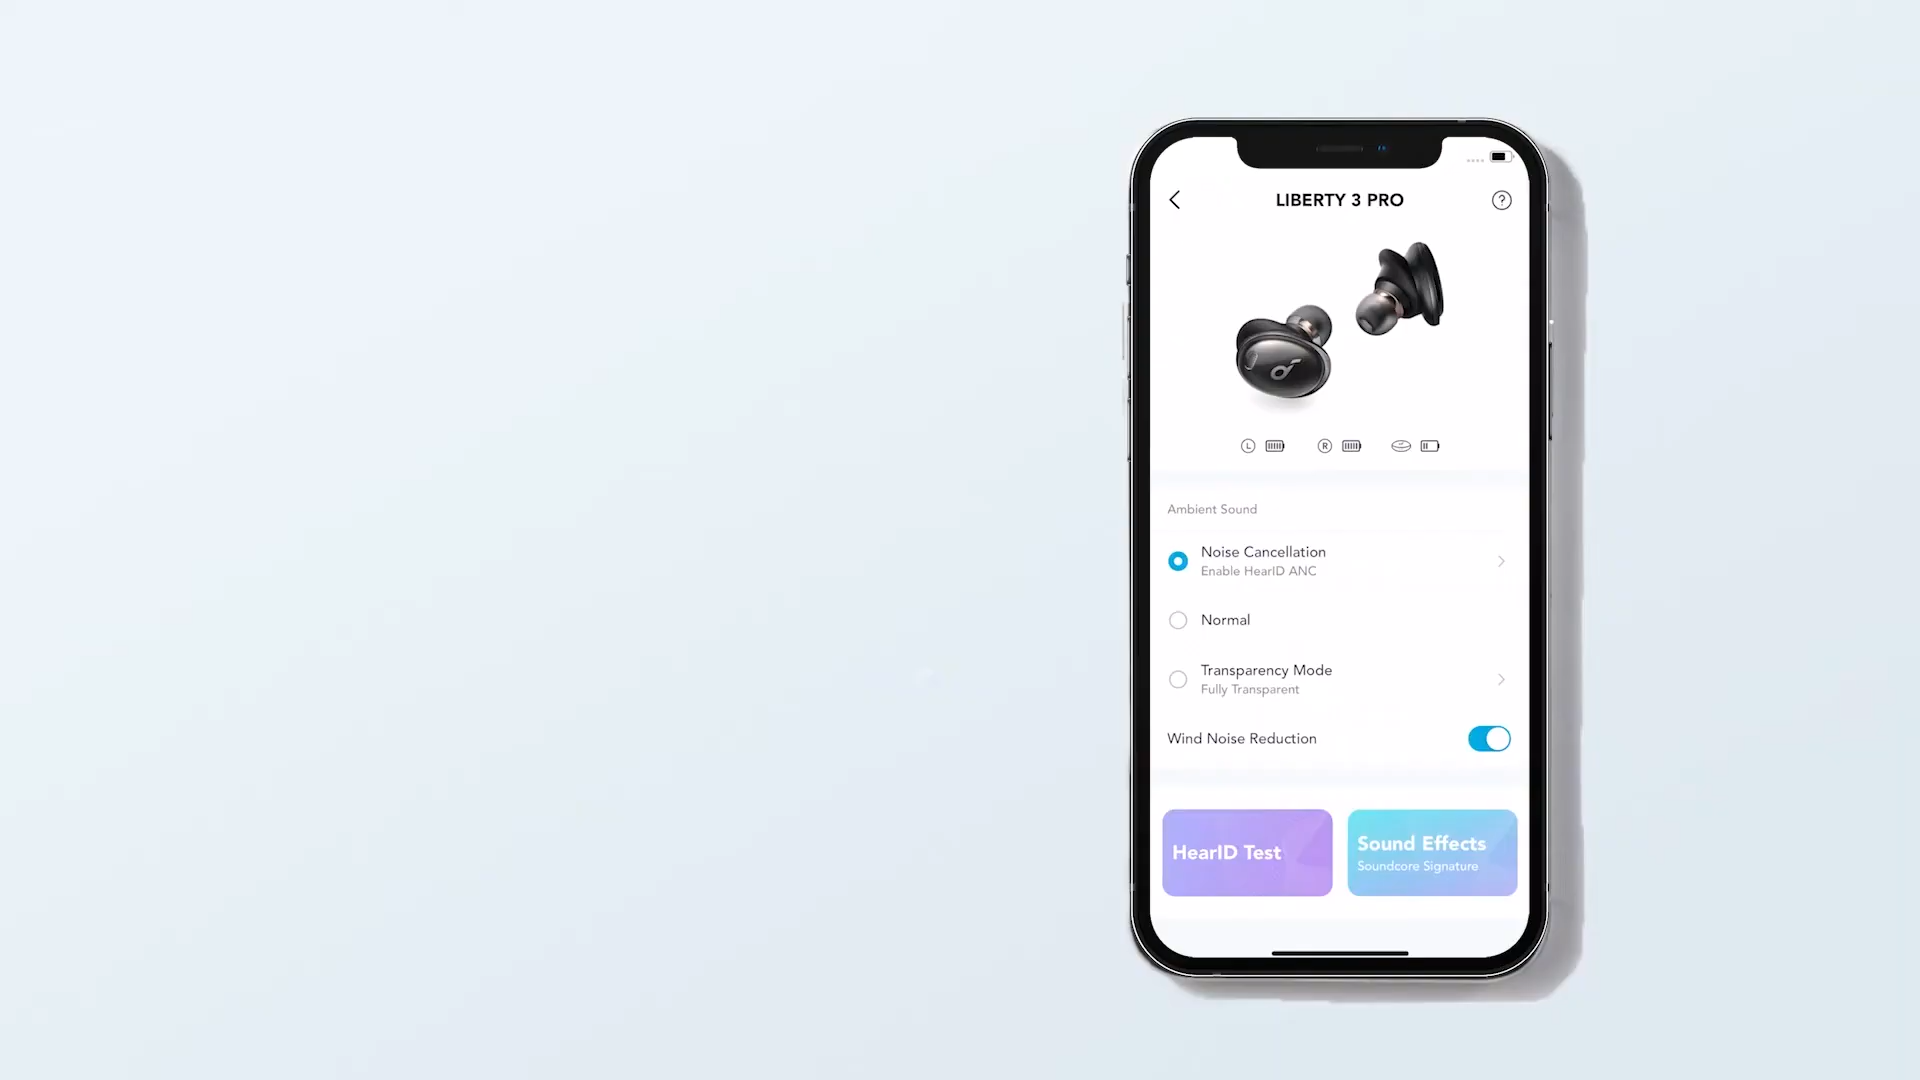 LIBERTY 3 PRO
?
L
R
Ambient Sound
Noise Cancellation
Enable HearID ANC
Normal
Transparency Mode
Fully Transparent
Wind Noise Reduction
HearID Test
Sound Effects
Soundcore Signature